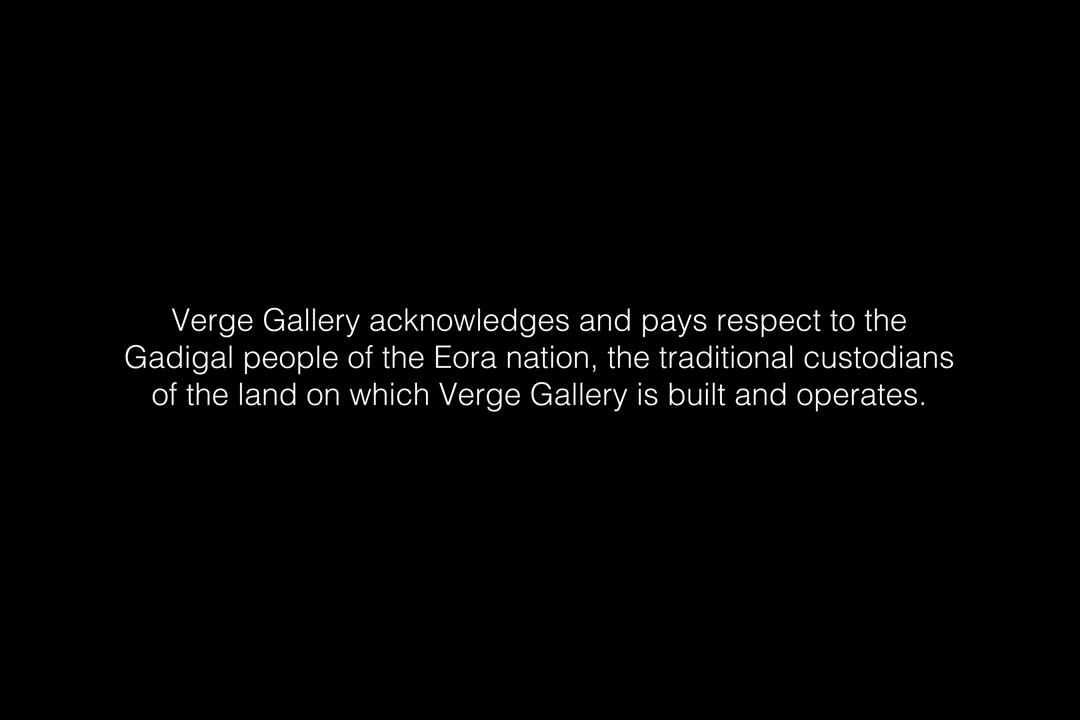 Verge Gallery acknowledges and pays respect to the
Gadigal people of the Eora nation, the traditional custodians
of the land on which Verge Gallery is built and operates.